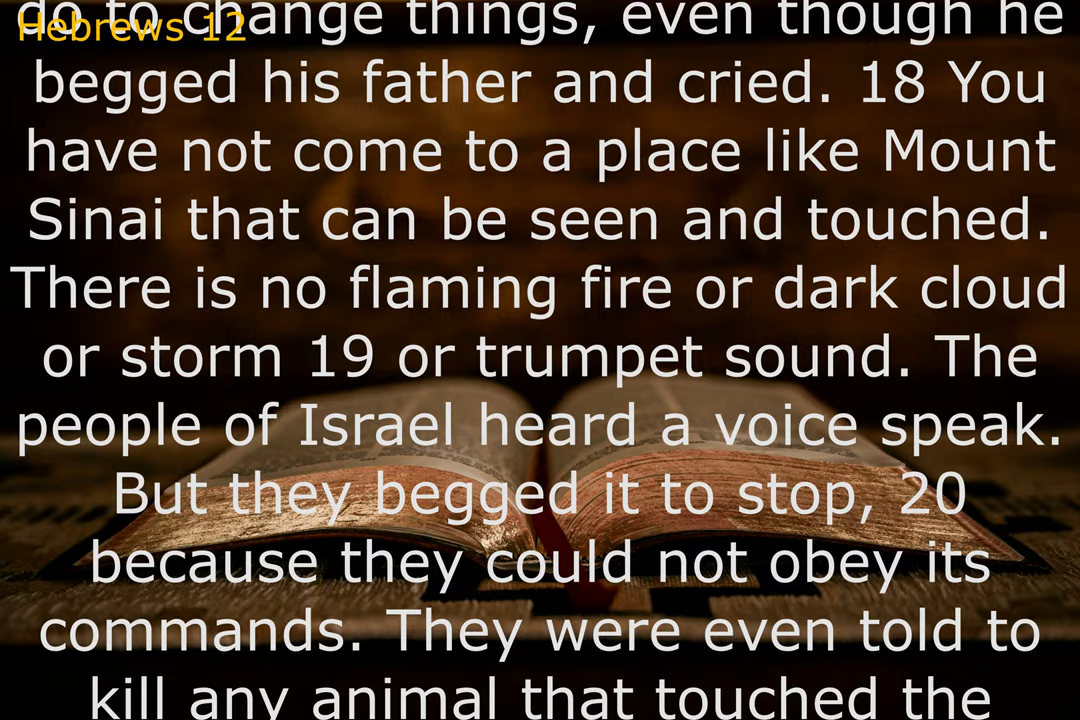 Hebrews 12
do to change things, even though he
begged his father and cried. 18 You
have not come to a place like Mount
Sinai that can be seen and touched.
There is no flaming fire or dark cloud
or storm 19 or trumpet sound. The
people of Israel heard a voice speak.
But they begged it to stop, 20
because they could not obey its
commands. They were even told to
kill any animal that touched the